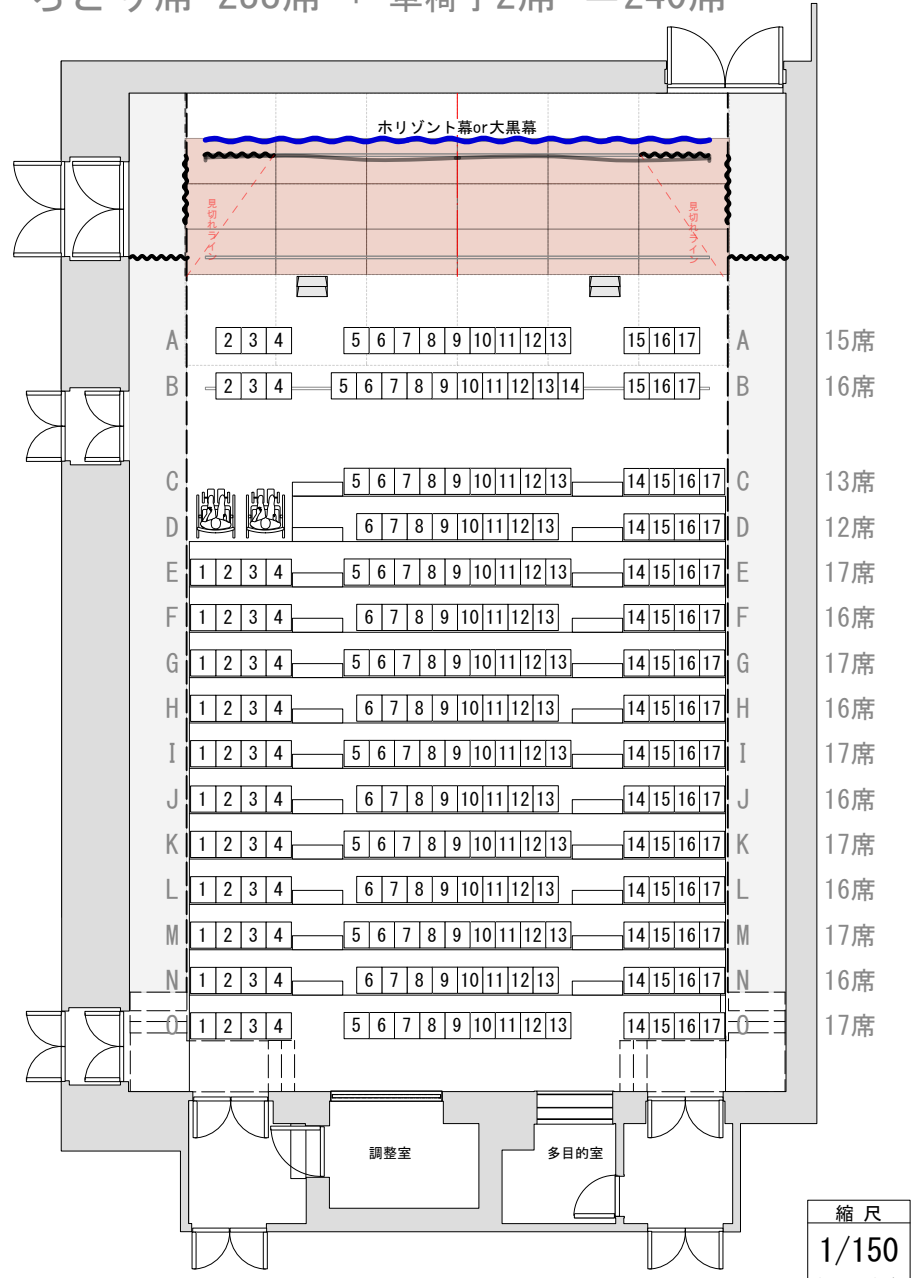 席 + 車椅子2席 =240席
ホリゾント幕or大黒幕
見切れライン
見切れライン
A 2 3 4 5 6 7 8 9 10 11 12 13 15 16 17 A 15席
B 2 3 4 5 6 7 8 9 10 11 12 13 14 15 16 17 B 16席
C 5 6 7 8 9 10 11 12 13 14 15 16 17 C 13席
D 6 7 8 9 10 11 12 13 14 15 16 17 D 12席
E 1 2 3 4 5 6 7 8 9 10 11 12 13 14 15 16 17 E 17席
F 1 2 3 4 6 7 8 9 10 11 12 13 14 15 16 17 F 16席
G 1 2 3 4 5 6 7 8 9 10 11 12 13 14 15 16 17 G 17席
H 1 2 3 4 6 7 8 9 10 11 12 13 14 15 16 17 H 16席
I 1 2 3 4 5 6 7 8 9 10 11 12 13 14 15 16 17 I 17席
J 1 2 3 4 6 7 8 9 10 11 12 13 14 15 16 17 J 16席
K 1 2 3 4 5 6 7 8 9 10 11 12 13 14 15 16 17 K 17席
L 1 2 3 4 6 7 8 9 10 11 12 13 14 15 16 17 L 16席
M 1 2 3 4 5 6 7 8 9 10 11 12 13 14 15 16 17 M 17席
N 1 2 3 4 6 7 8 9 10 11 12 13 14 15 16 17 N 16席
O 1 2 3 4 5 6 7 8 9 10 11 12 13 14 15 16 17 O 17席
調整室
多目的室
縮 尺
1/150